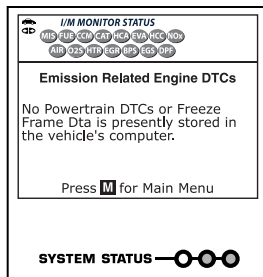 I/M MONITOR STATUS
MIS FUE CCM CAT HCA EVA HCC NOx
AIR O2S HTR EGR BPS EGS DPF
Emission Related Engine DTCs
No Powertrain DTCs or Freeze
Frame Dta is presently stored in
the vehicle's computer.
Press M for Main Menu
SYSTEM STATUS